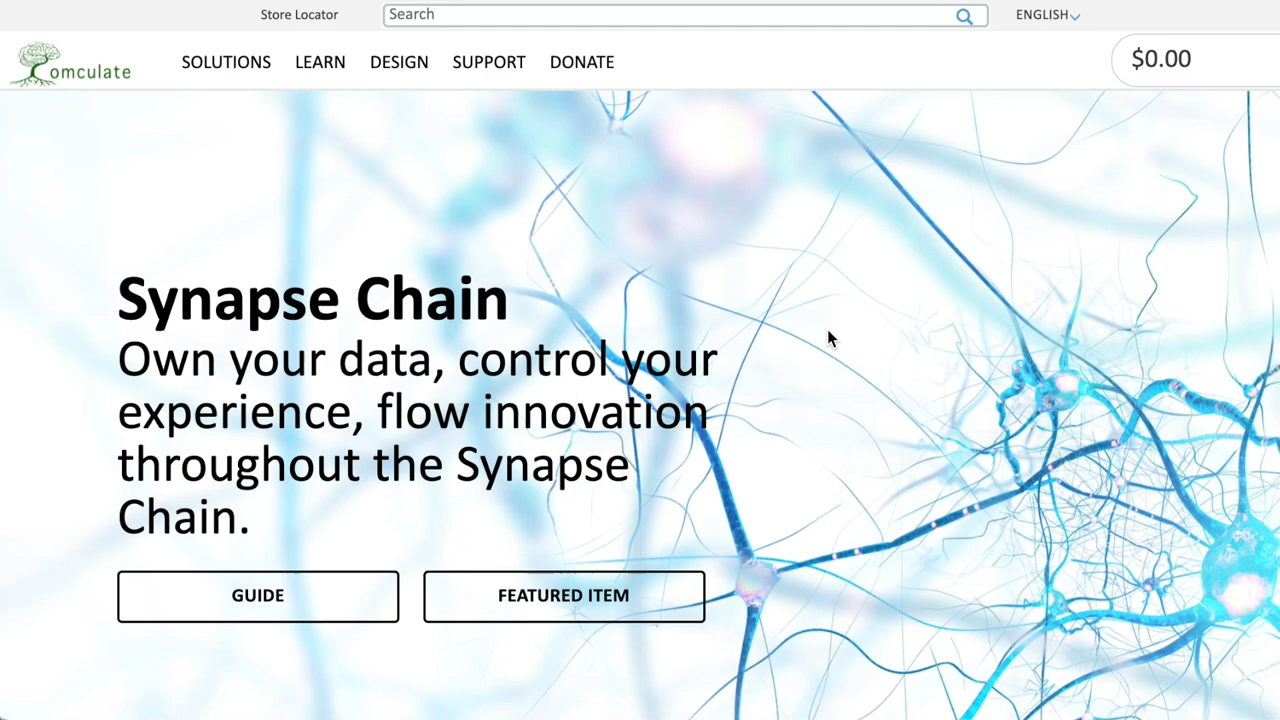 Store Locator
Search
ENGLISH
omculate
SOLUTIONS LEARN DESIGN SUPPORT DONATE
$0.00
Synapse Chain
Own your data, control your
experience, flow innovation
throughout the Synapse
Chain.
GUIDE
FEATURED ITEM